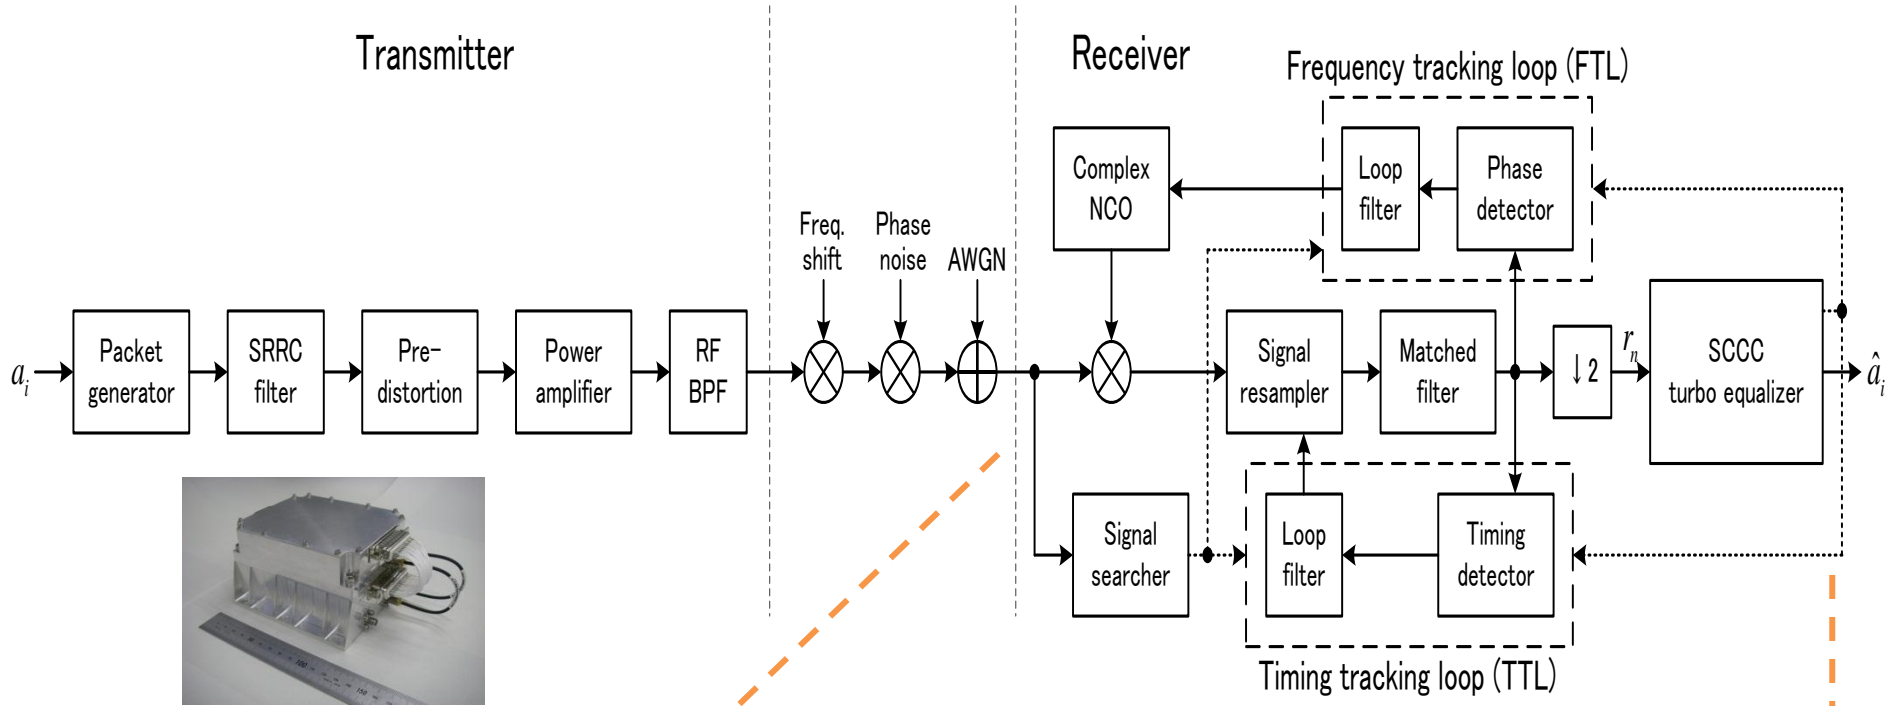 Transmitter
Receiver
Frequency tracking loop (FTL)
Complex
NCO
Loop
filter
Phase
detector
Freq.
shift
Phase
noise
AWGN
a_i
Packet
generator
SRRC
filter
Pre-
distortion
Power
amplifier
RF
BPF
Signal
resampler
Matched
filter
↓2
r_n
SCCC
turbo equalizer
â_i
Signal
searcher
Loop
filter
Timing
detector
Timing tracking loop (TTL)
100
150